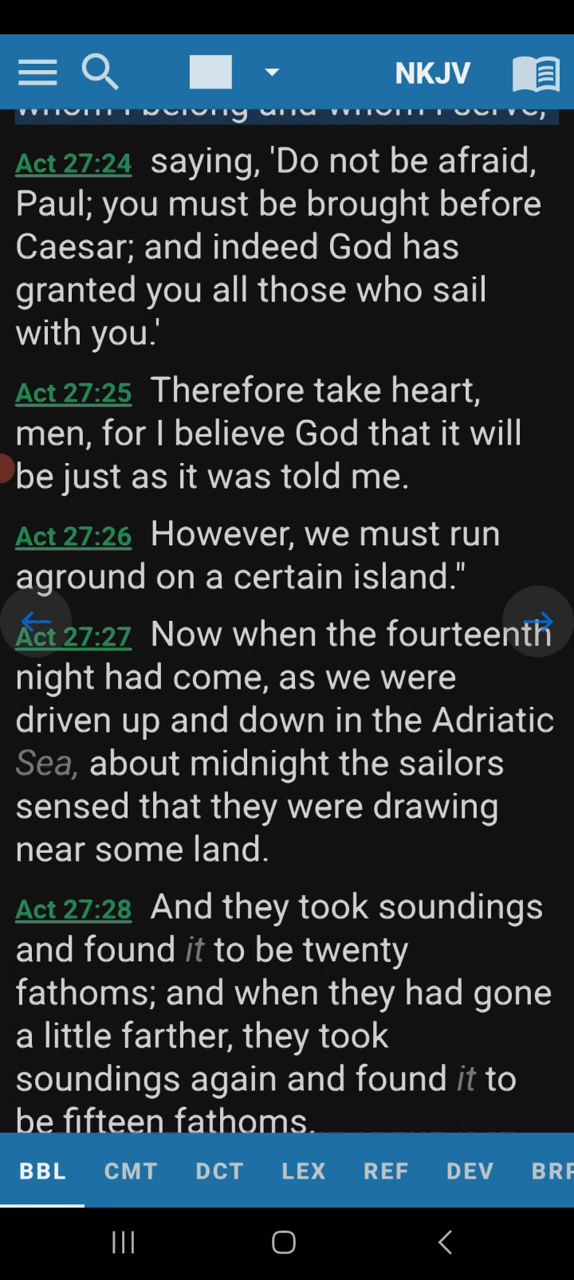 NKJV
whom I belong and whom I serve,
Act 27:24 saying, 'Do not be afraid,
Paul; you must be brought before
Caesar; and indeed God has
granted you all those who sail
with you.'
Act 27:25 Therefore take heart,
men, for I believe God that it will
be just as it was told me.
Act 27:26 However, we must run
aground on a certain island."
Act 27:27 Now when the fourteenth
night had come, as we were
driven up and down in the Adriatic
Sea, about midnight the sailors
sensed that they were drawing
near some land.
Act 27:28 And they took soundings
and found it to be twenty
fathoms; and when they had gone
a little farther, they took
soundings again and found it to
be fifteen fathoms.
BBL CMT DCT LEX REF DEV BRP